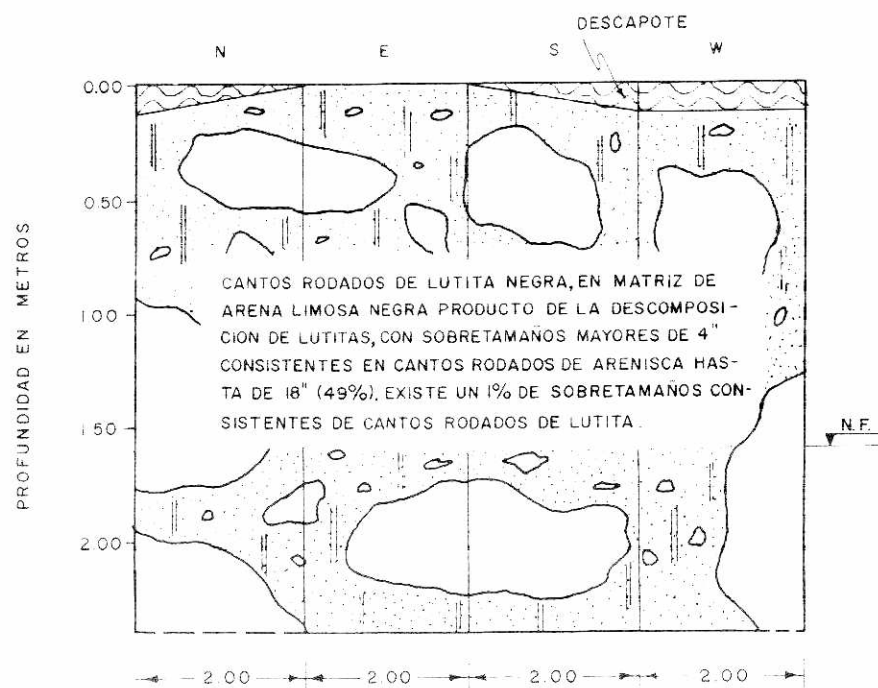 DESCAPOTE
N E S W
0.00
0.50
1.00
1.50
2.00
PROFUNDIDAD EN METROS
CANTOS RODADOS DE LUTITA NEGRA, EN MATRIZ DE
ARENA LIMOSA NEGRA PRODUCTO DE LA DESCOMPOSI-
CION DE LUTITAS, CON SOBRETAMAÑOS MAYORES DE 4"
CONSISTENTES EN CANTOS RODADOS DE ARENISCA HAS-
TA DE 18" (49%). EXISTE UN 1% DE SOBRETAMAÑOS CON-
SISTENTES DE CANTOS RODADOS DE LUTITA.
N.F.
2.00 2.00 2.00 2.00